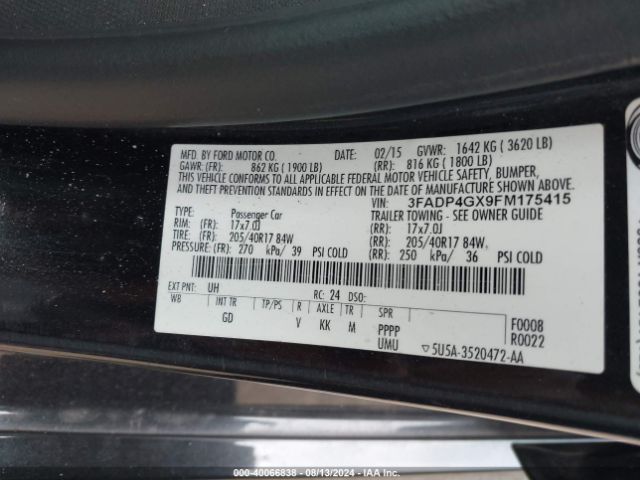 MFD. BY FORD MOTOR CO. DATE: 02/15 GVWR: 1642 KG ( 3620 LB)
GAWR: (FR): 862 KG ( 1900 LB) (RR): 816 KG ( 1800 LB)
THIS VEHICLE CONFORMS TO ALL APPLICABLE FEDERAL MOTOR VEHICLE SAFETY, BUMPER,
AND THEFT PREVENTION STANDARDS IN EFFECT ON THE DATE OF MANUFACTURE SHOWN ABOVE.
VIN: 3FADP4GX9FM175415
TYPE: Passenger Car TRAILER TOWING - SEE OWNER GUIDE
RIM: (FR): 17x7.0J (RR): 17x7.0J
TIRE: (FR): 205/40R17 84W (RR): 205/40R17 84W
PRESSURE: (FR) 270 kPa/ 39 PSI COLD (RR): 250 kPa/ 36 PSI COLD
EXT PNT: UH RC: 24 DSO:
WB INT TR TP/PS R AXLE TR SPR
GD V KK M PPPP
UMU
F0008
R0022
▽5U5A-3520472-AA
000-40066838 - 08/13/2024 - IAA Inc.